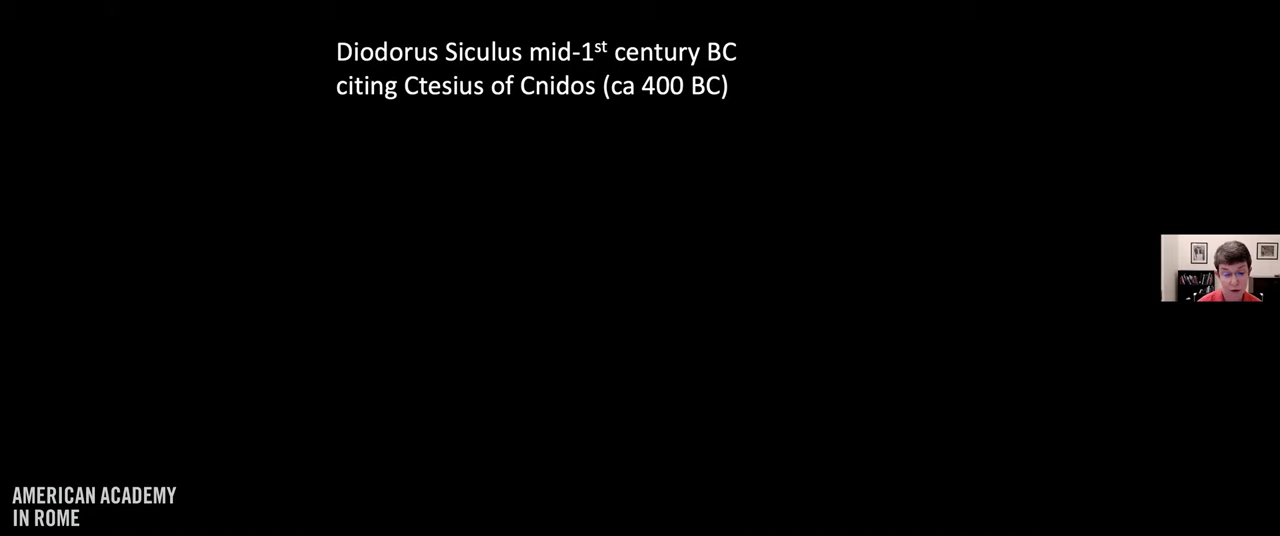 Diodorus Siculus mid-1st century BC
citing Ctesius of Cnidos (ca 400 BC)
AMERICAN ACADEMY
IN ROME